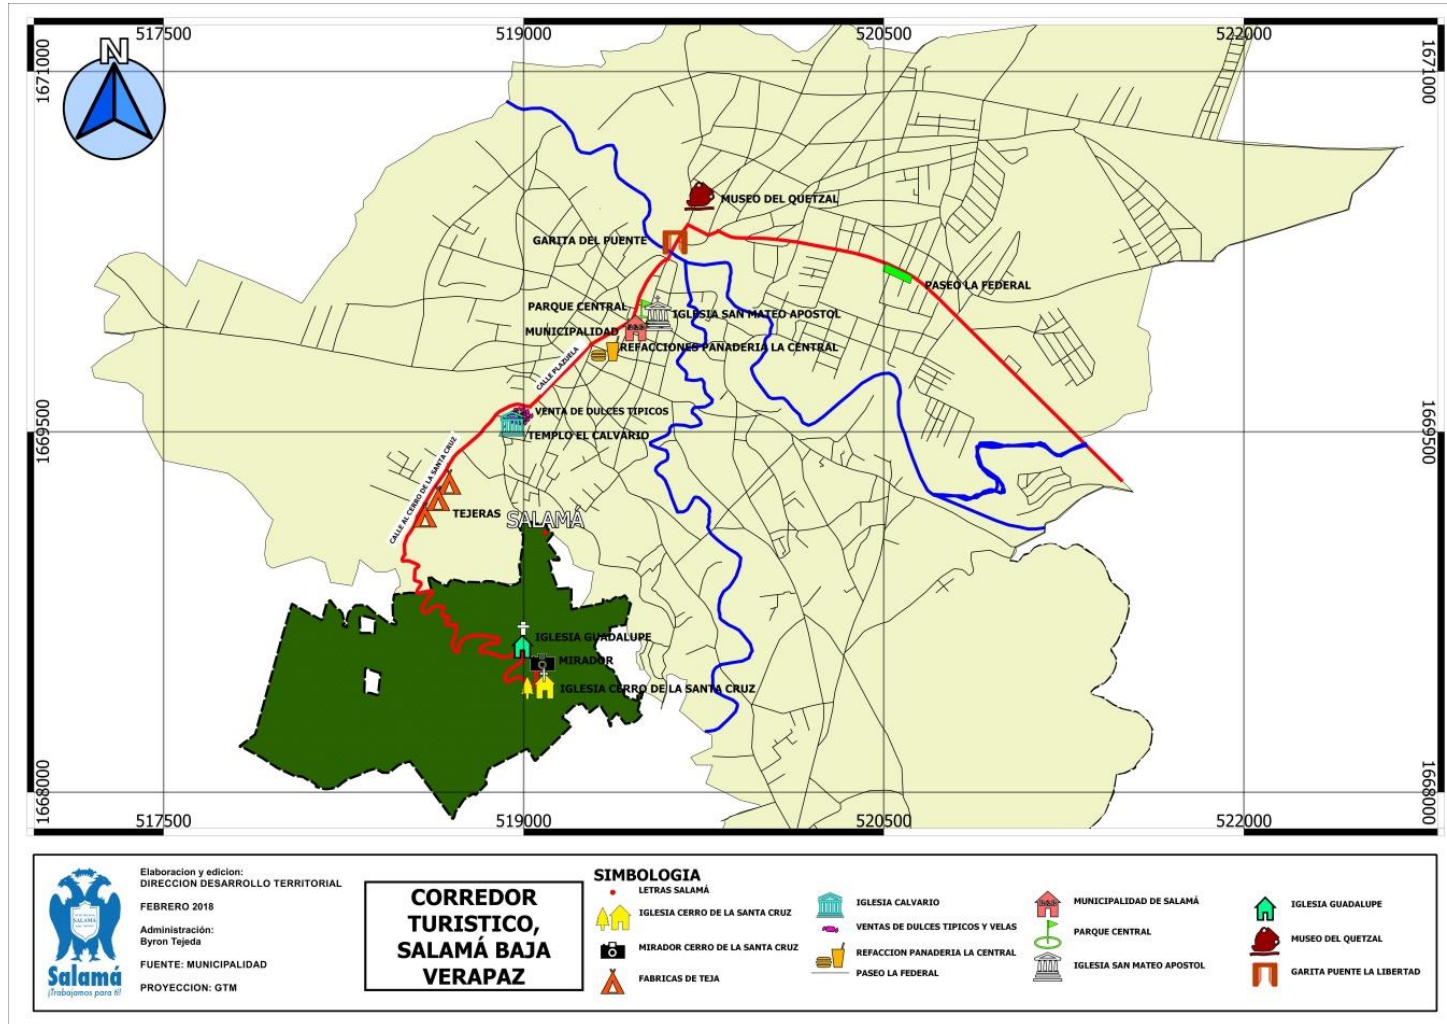 517500
519000
520500
522000
N
1671000
1671000
MUSEO DEL QUETZAL
GARITA DEL PUENTE
PASEO LA FEDERAL
PARQUE CENTRAL
IGLESIA SAN MATEO APOSTOL
MUNICIPALIDAD
REFACCIONES PANADERIA LA CENTRAL
CALLE PLAZUELA
VENTA DE DULCES TIPICOS
TEMPLO EL CALVARIO
1669500
1669500
CALLE AL CERRO DE LA SANTA CRUZ
TEJERAS
SALAMÁ
IGLESIA GUADALUPE
MIRADOR
IGLESIA CERRO DE LA SANTA CRUZ
1668000
1668000
517500
519000
520500
522000
SALAMÁ
Salamá
¡Trabajamos para ti!
Elaboracion y edicion:
DIRECCION DESARROLLO TERRITORIAL
FEBRERO 2018
Administración:
Byron Tejeda
FUENTE: MUNICIPALIDAD
PROYECCION: GTM
CORREDOR
TURISTICO,
SALAMÁ BAJA
VERAPAZ
SIMBOLOGIA
LETRAS SALAMÁ
IGLESIA CERRO DE LA SANTA CRUZ
MIRADOR CERRO DE LA SANTA CRUZ
FABRICAS DE TEJA
IGLESIA CALVARIO
VENTAS DE DULCES TIPICOS Y VELAS
REFACCION PANADERIA LA CENTRAL
PASEO LA FEDERAL
MUNICIPALIDAD DE SALAMÁ
PARQUE CENTRAL
IGLESIA SAN MATEO APOSTOL
IGLESIA GUADALUPE
MUSEO DEL QUETZAL
GARITA PUENTE LA LIBERTAD